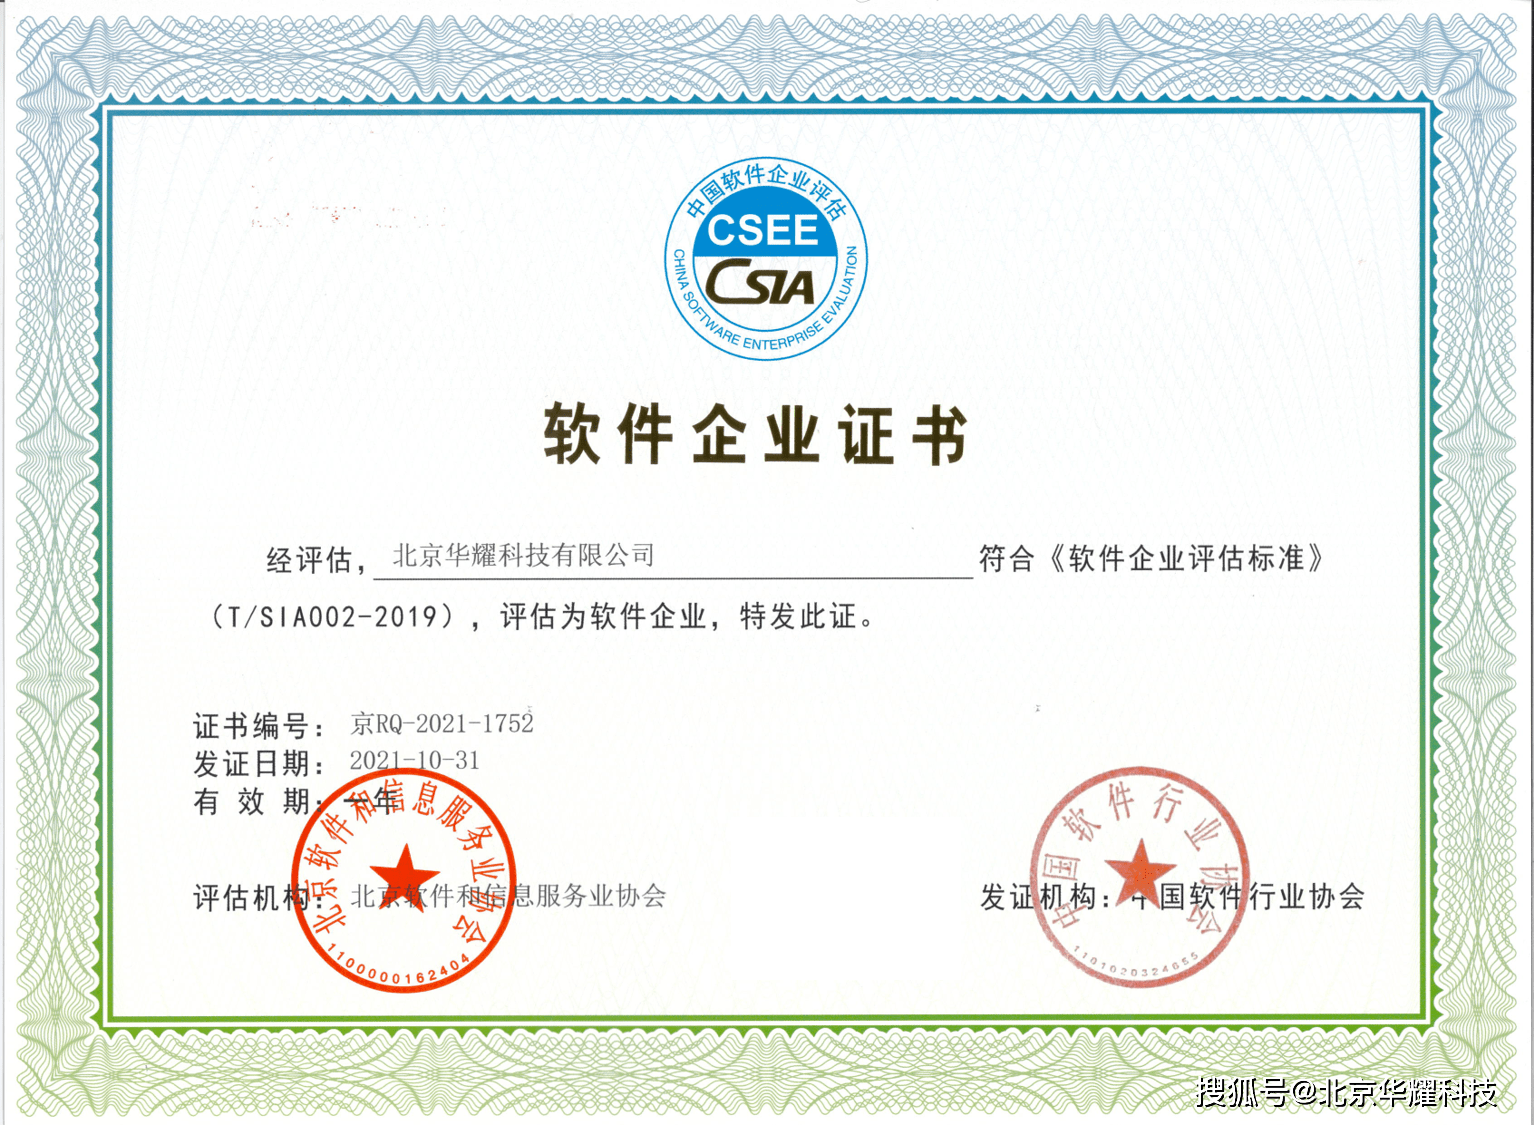 中国软件企业评估
CSEE
CSIA
CHINA SOFTWARE ENTERPRISE EVALUATION
软件企业证书
经评估， 北京华耀科技有限公司 符合《软件企业评估标准》
（T/SIA002-2019），评估为软件企业，特发此证。
证书编号： 京RQ-2021-1752
发证日期： 2021-10-31
有 效 期： 一年
评估机构： 北京软件和信息服务业协会
发证机构：中国软件行业协会
北京软件和信息服务业协会
1100000162404
中国软件行业协会
1101020324655
搜狐号@北京华耀科技